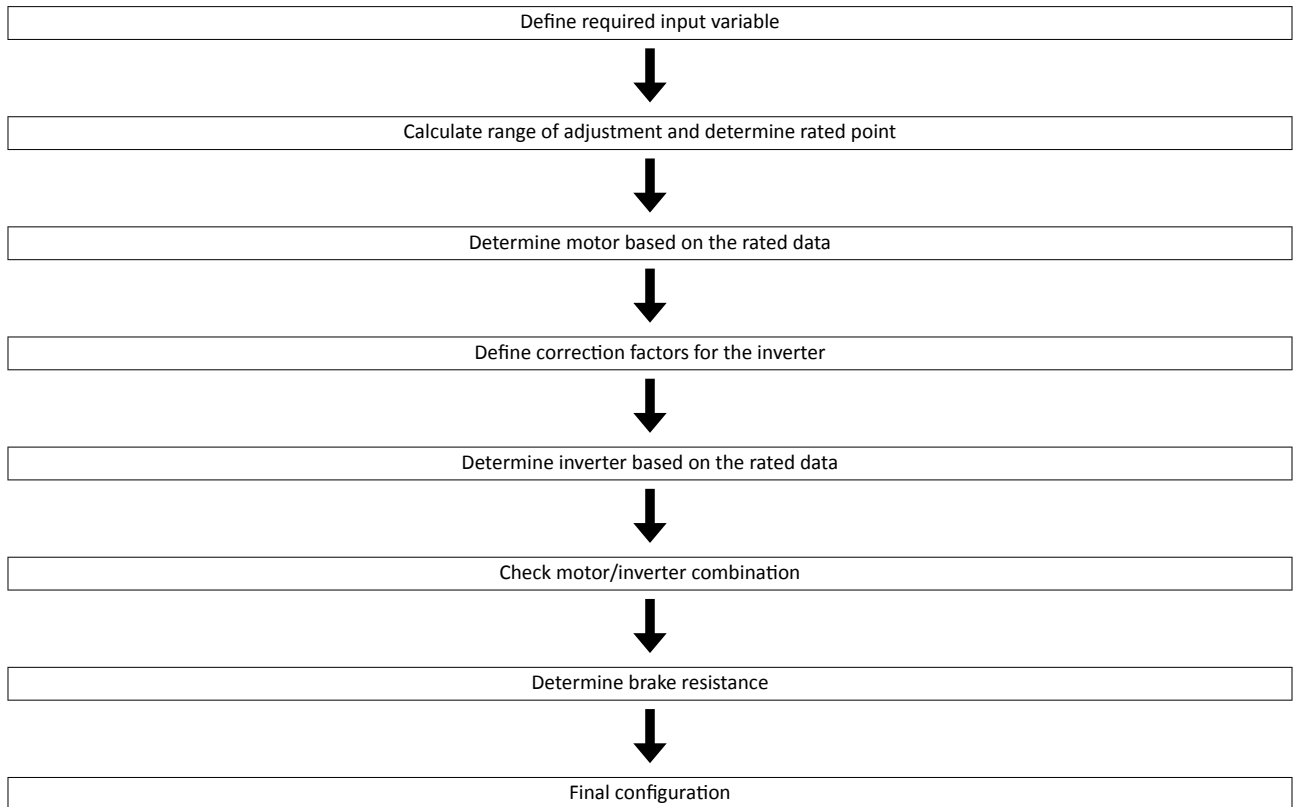 Define required input variable
Calculate range of adjustment and determine rated point
Determine motor based on the rated data
Define correction factors for the inverter
Determine inverter based on the rated data
Check motor/inverter combination
Determine brake resistance
Final configuration